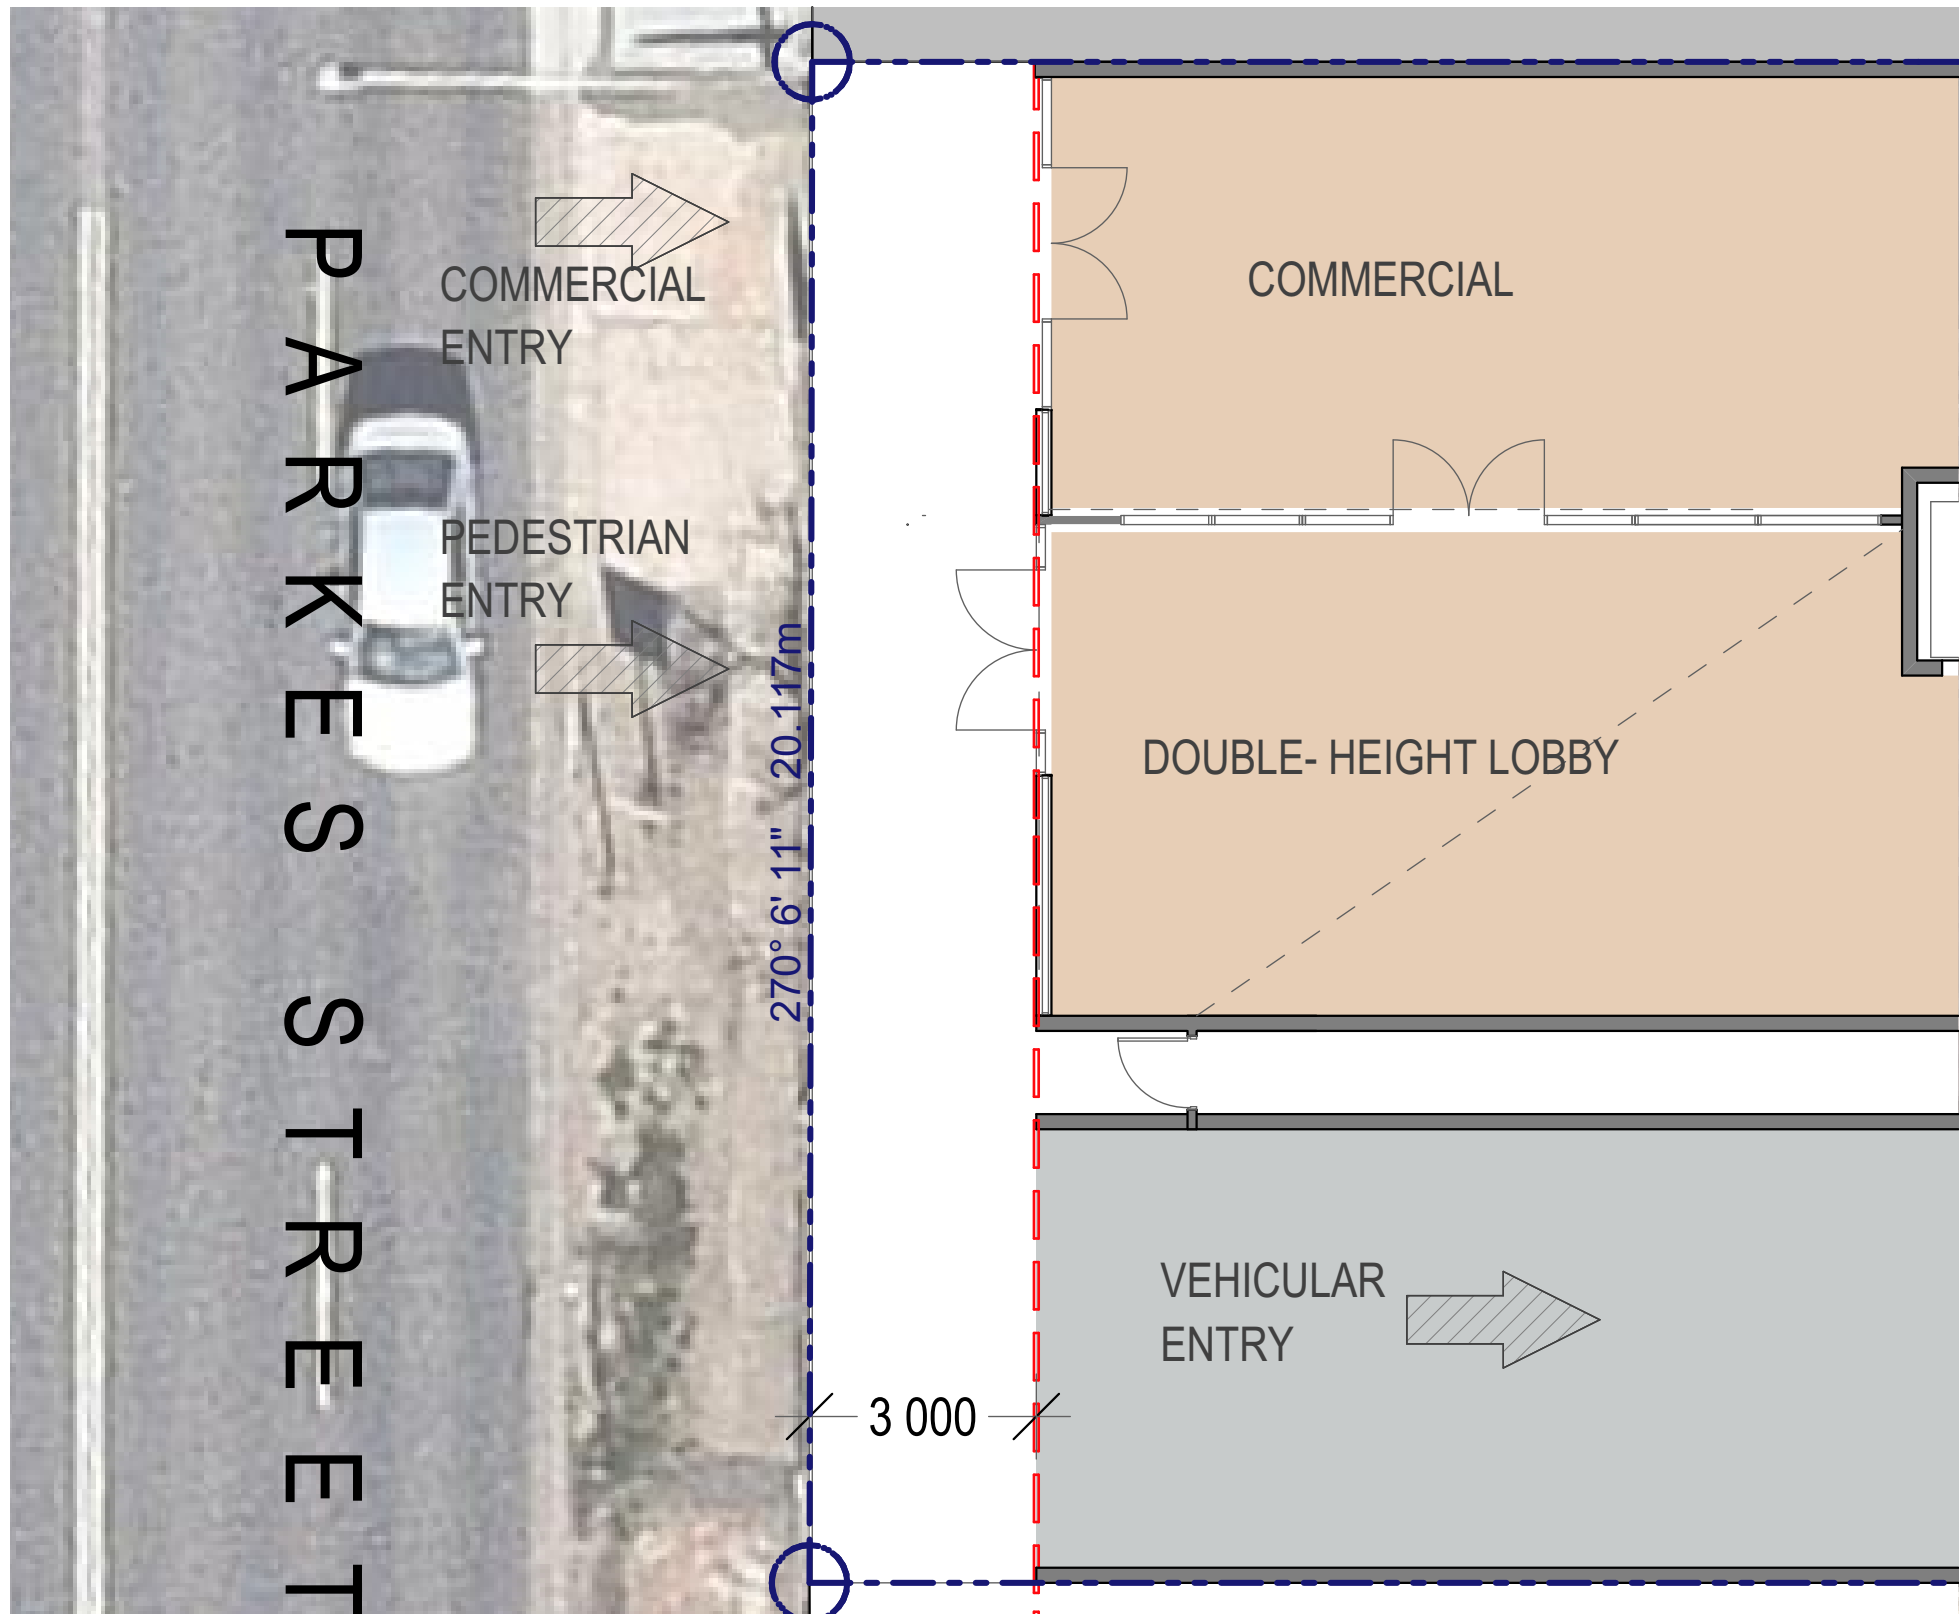 PARKES STREET
COMMERCIAL
ENTRY
COMMERCIAL
PEDESTRIAN
ENTRY
270° 6' 11" 20.117m
DOUBLE- HEIGHT LOBBY
VEHICULAR
ENTRY
3 000